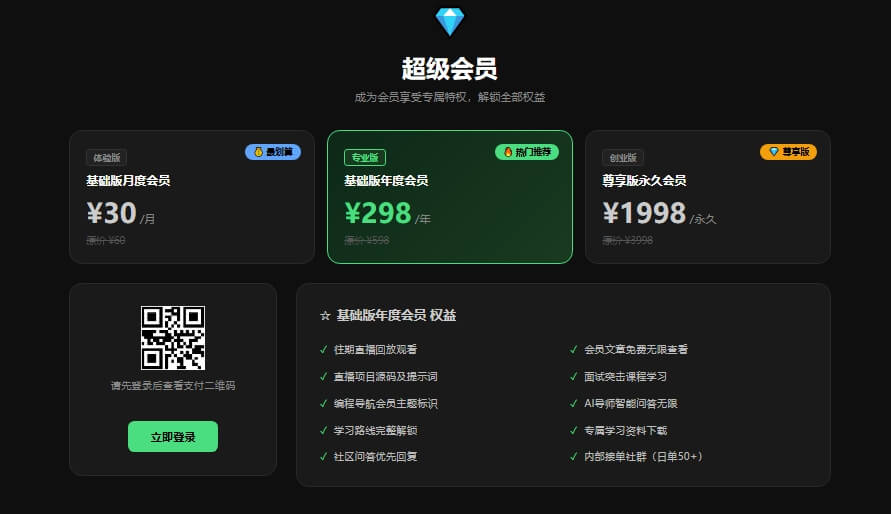 超级会员
成为会员享受专属特权，解锁全部权益
体验版
最划算
基础版月度会员
¥30 /月
原价 ¥60
专业版
热门推荐
基础版年度会员
¥298 /年
原价 ¥598
创业版
尊享版
尊享版永久会员
¥1998 /永久
原价 ¥3998
请先登录后查看支付二维码
立即登录
☆ 基础版年度会员 权益
✓ 往期直播回放观看
✓ 会员文章免费无限查看
✓ 直播项目源码及提示词
✓ 面试突击课程学习
✓ 编程导航会员主题标识
✓ AI导师智能问答无限
✓ 学习路线完整解锁
✓ 专属学习资料下载
✓ 社区问答优先回复
✓ 内部接单社群（日单50+）